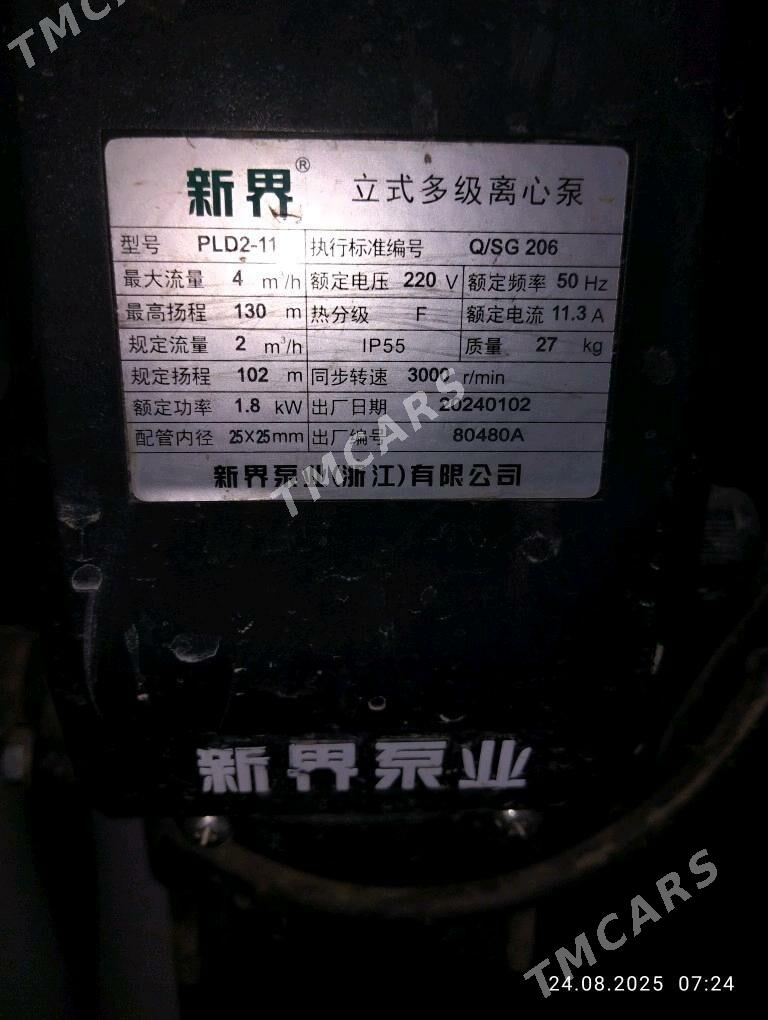 TMCARS
新界® 立式多级离心泵
型号 PLD2-11 执行标准编号 Q/SG 206
最大流量 4 m³/h 额定电压 220 V 额定频率 50 Hz
最高扬程 130 m 热分级 F 额定电流 11.3 A
规定流量 2 m³/h IP55 质量 27 kg
规定扬程 102 m 同步转速 3000 r/min
额定功率 1.8 kW 出厂日期 20240102
配管内径 25X25mm 出厂编号 80480A
新界泵业(浙江)有限公司
TMCARS
新界泵业
TMCARS
24.08.2025 07:24